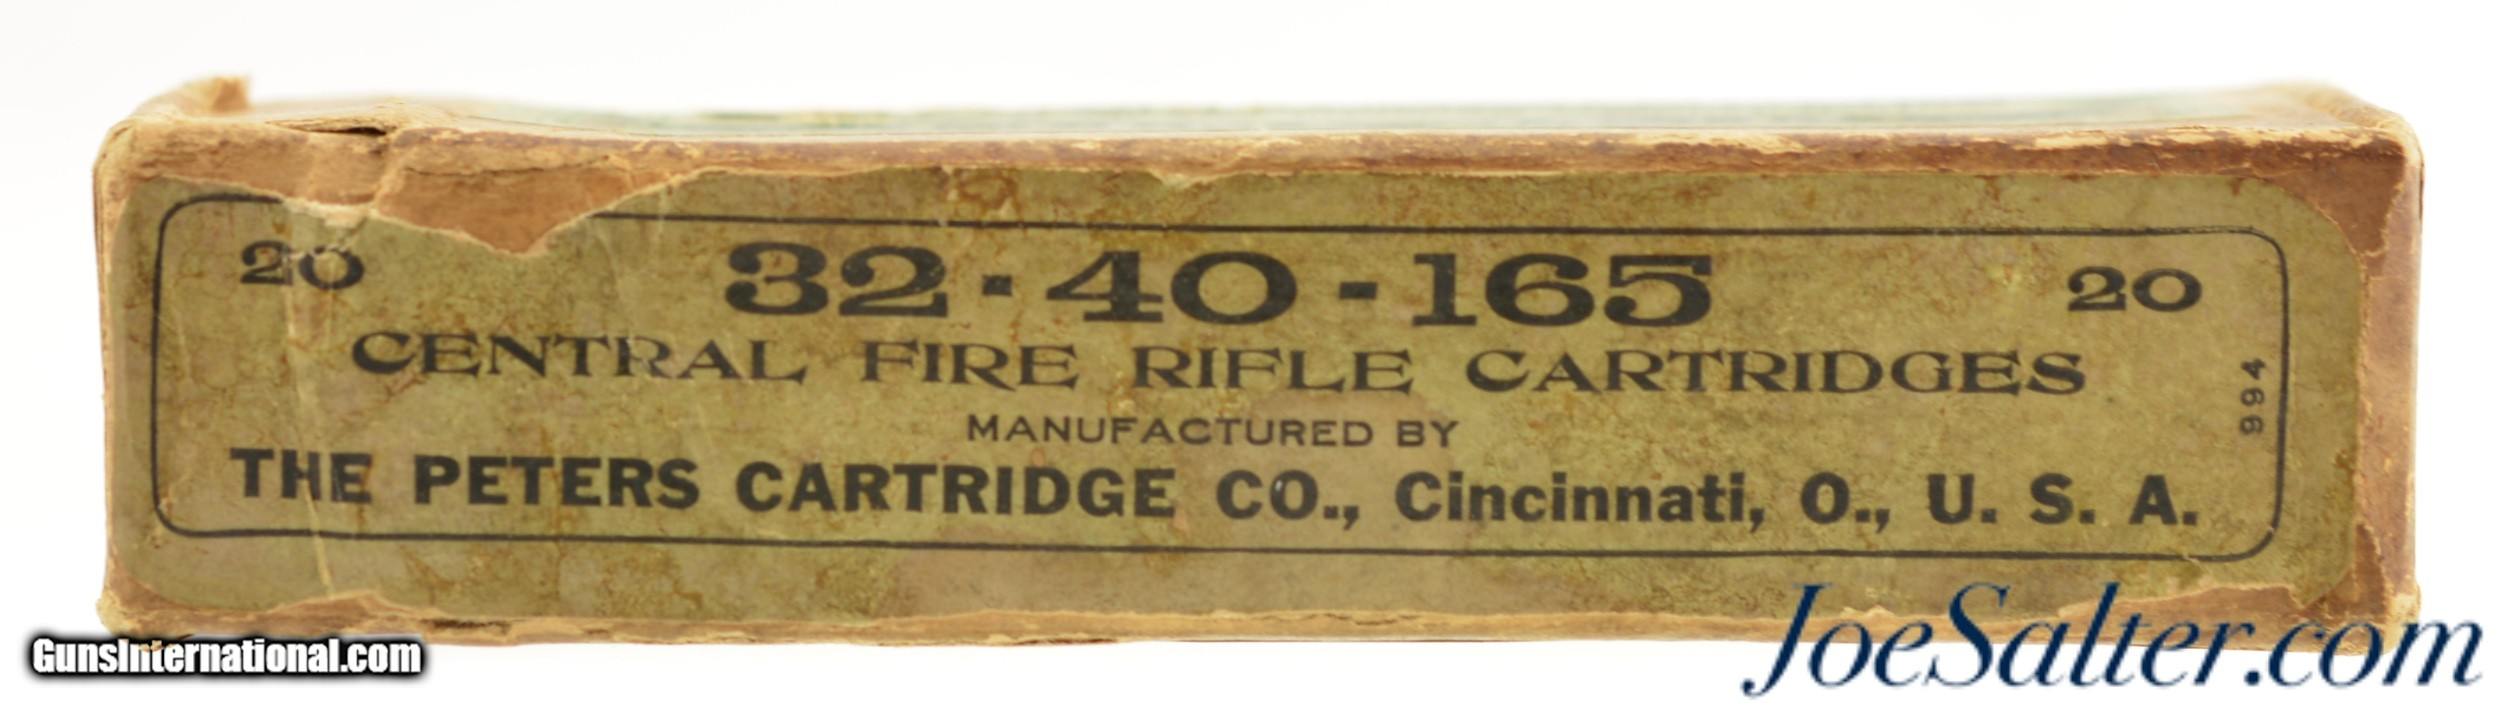 20 32-40-165 20
CENTRAL FIRE RIFLE CARTRIDGES
994
MANUFACTURED BY
THE PETERS CARTRIDGE CO., Cincinnati, O., U. S. A.
GunsInternational.com
JoeSalter.com